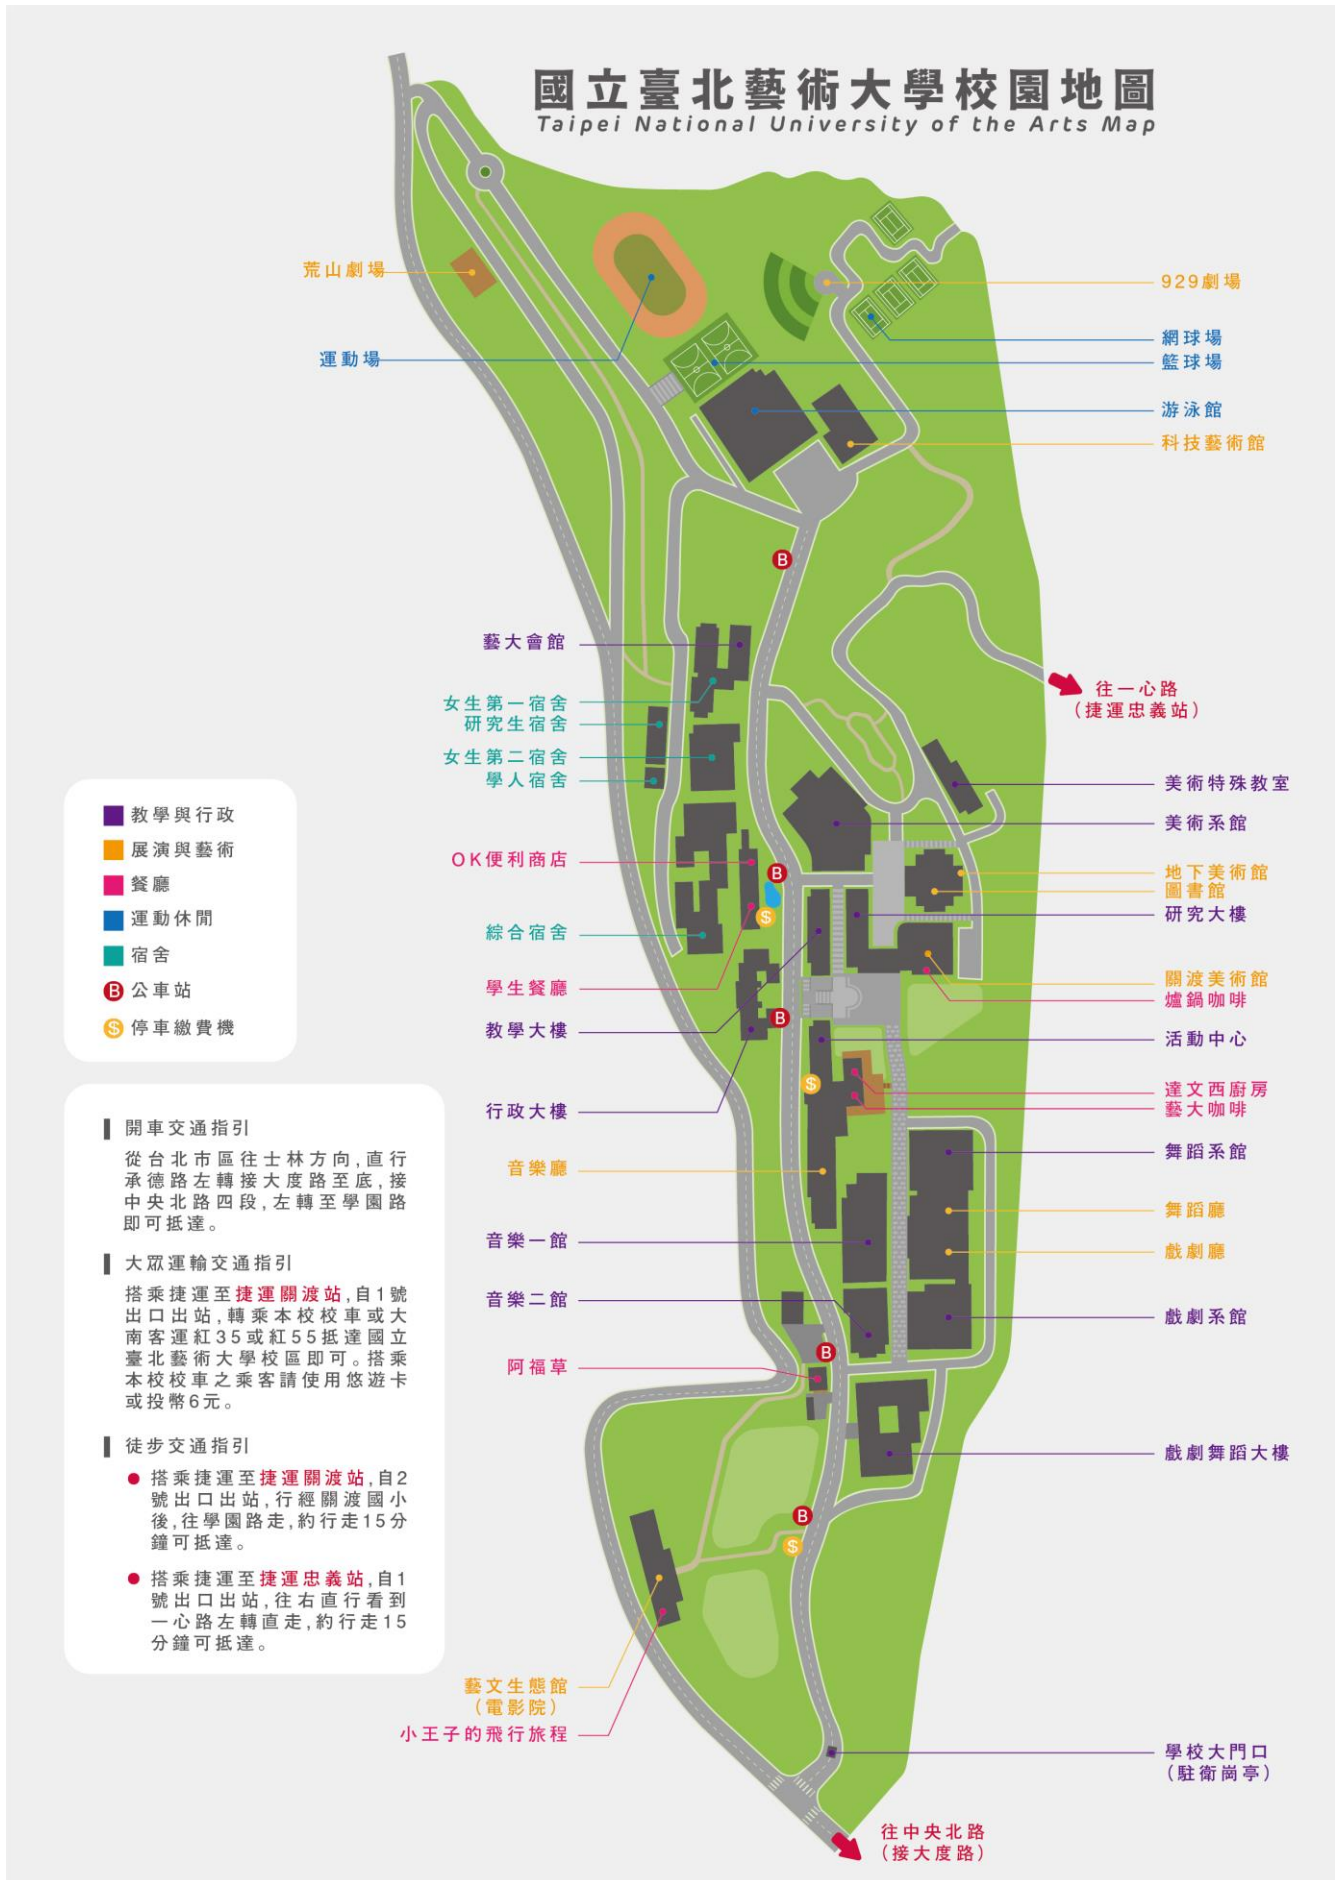 國立臺北藝術大學校園地圖
Taipei National University of the Arts Map
荒山劇場
運動場
929劇場
網球場
籃球場
游泳館
科技藝術館
B
藝大會館
女生第一宿舍
研究生宿舍
女生第二宿舍
學人宿舍
往一心路
(捷運忠義站)
美術特殊教室
美術系館
OK便利商店
B
$
地下美術館
圖書館
研究大樓
綜合宿舍
學生餐廳
教學大樓
行政大樓
B
關渡美術館
爐鍋咖啡
活動中心
$
達文西廚房
藝大咖啡
舞蹈系館
音樂廳
舞蹈廳
音樂一館
戲劇廳
音樂二館
戲劇系館
B
阿福草
戲劇舞蹈大樓
B
$
藝文生態館
(電影院)
小王子的飛行旅程
學校大門口
(駐衛崗亭)
往中央北路
(接大度路)
教學與行政
展演與藝術
餐廳
運動休閒
宿舍
B 公車站
$ 停車繳費機
開車交通指引
從台北市區往士林方向,直行
承德路左轉接大度路至底,接
中央北路四段,左轉至學園路
即可抵達。
大眾運輸交通指引
搭乘捷運至捷運關渡站,自1號
出口出站,轉乘本校校車或大
南客運紅35或紅55抵達國立
臺北藝術大學校區即可。搭乘
本校校車之乘客請使用悠遊卡
或投幣6元。
徒步交通指引
搭乘捷運至捷運關渡站,自2
號出口出站,行經關渡國小
後,往學園路走,約行走15分
鐘可抵達。
搭乘捷運至捷運忠義站,自1
號出口出站,往右直行看到
一心路左轉直走,約行走15
分鐘可抵達。